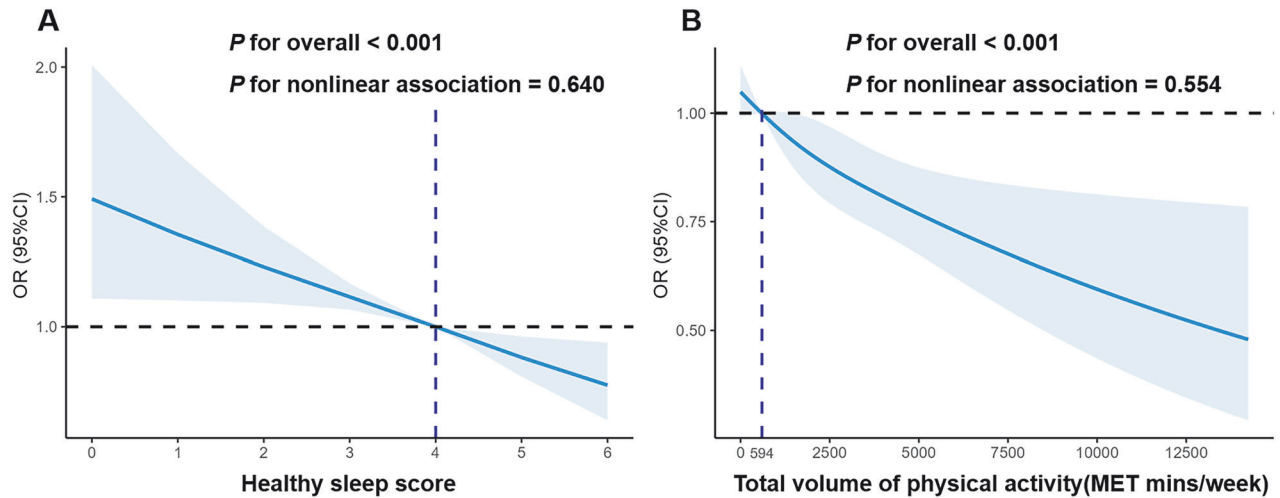 A
P for overall < 0.001
P for nonlinear association = 0.640
2.0
1.5
1.0
OR (95%CI)
0 1 2 3 4 5 6
Healthy sleep score
B
P for overall < 0.001
P for nonlinear association = 0.554
1.00
0.75
0.50
OR (95%CI)
0 594 2500 5000 7500 10000 12500
Total volume of physical activity(MET mins/week)